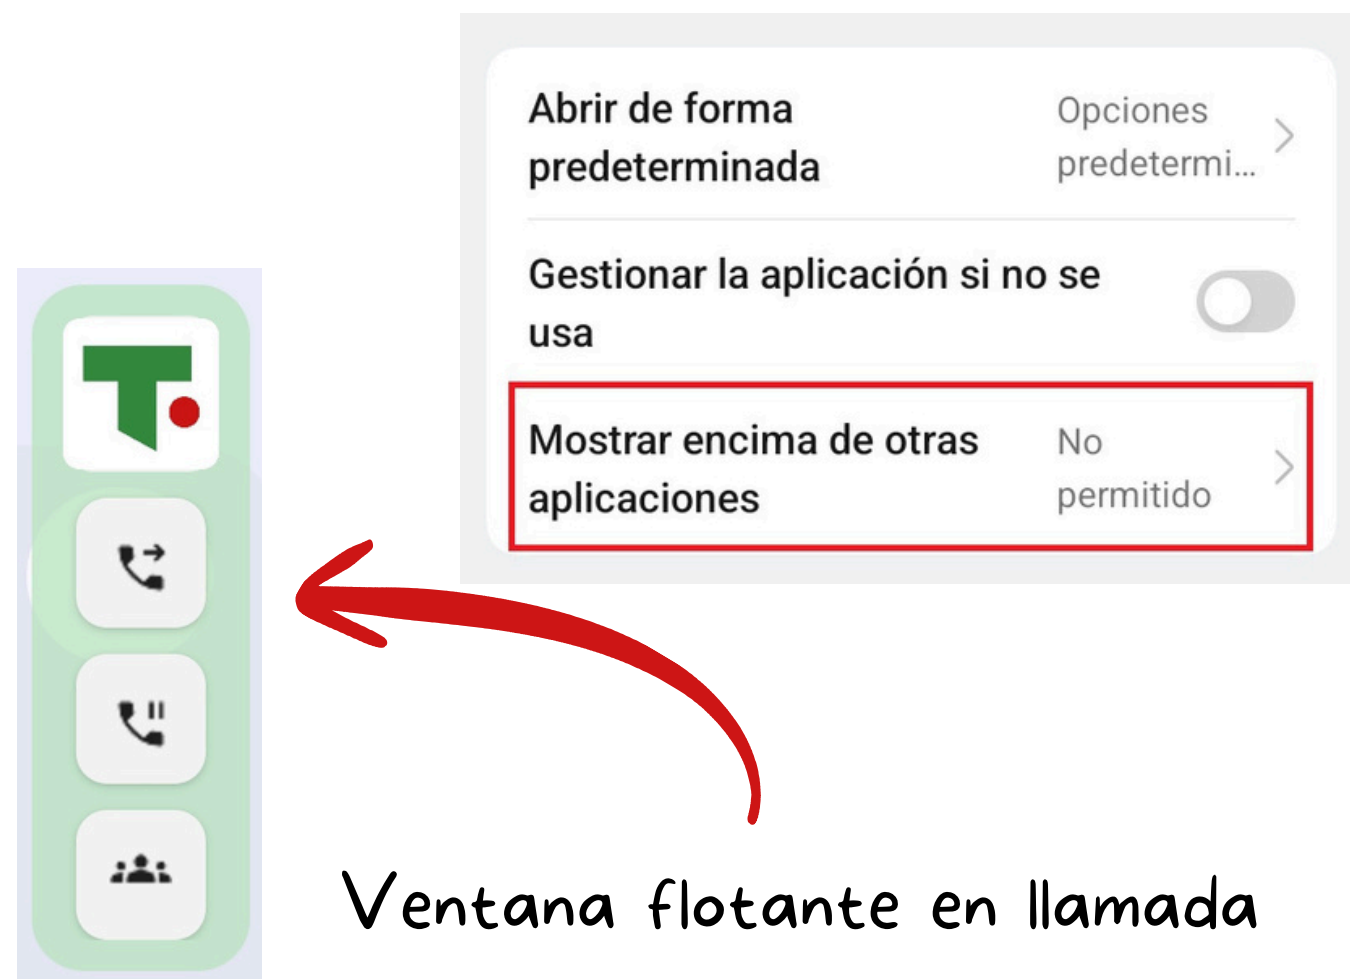 Abrir de forma
predeterminada
Opciones
predetermi...
Gestionar la aplicación si no se
usa
Mostrar encima de otras
aplicaciones
No
permitido
T.
Ventana flotante en llamada